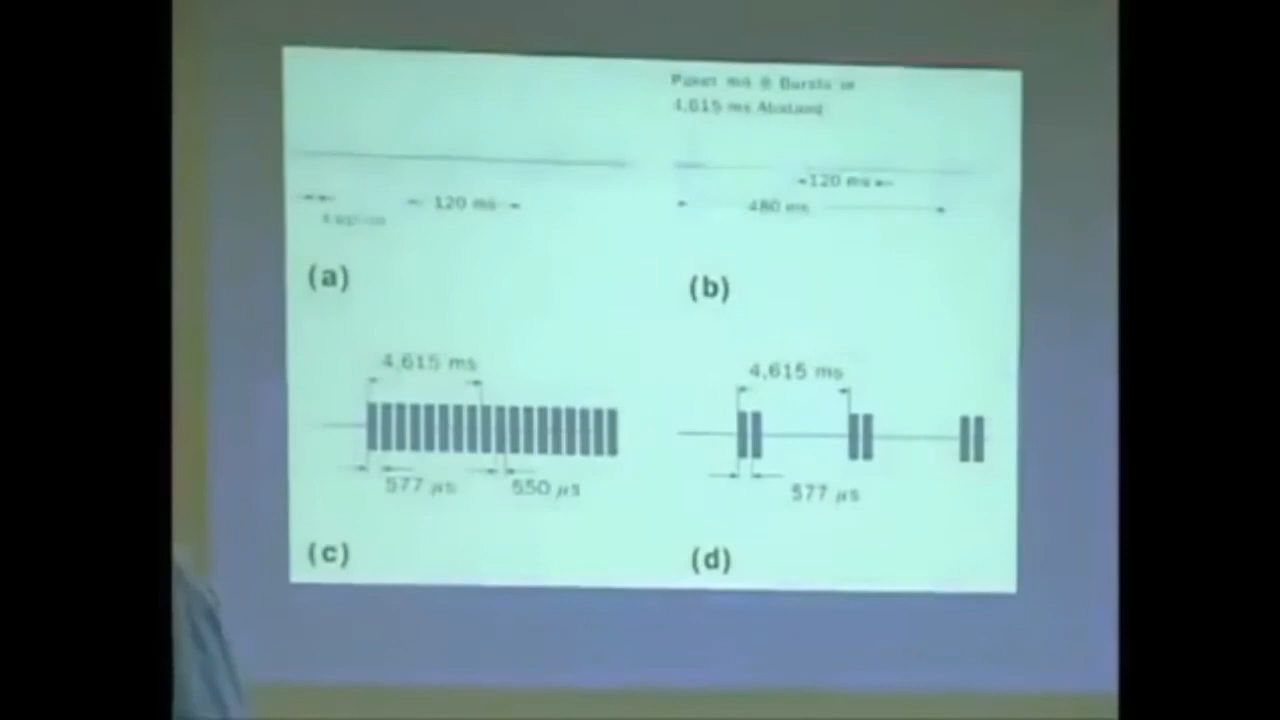 Paket mit 8 Bursts in
4,615 ms Abstand
120 ms
480 ms
120 ms
(a)
(b)
4,615 ms
4,615 ms
577 µs
550 µs
577 µs
(c)
(d)